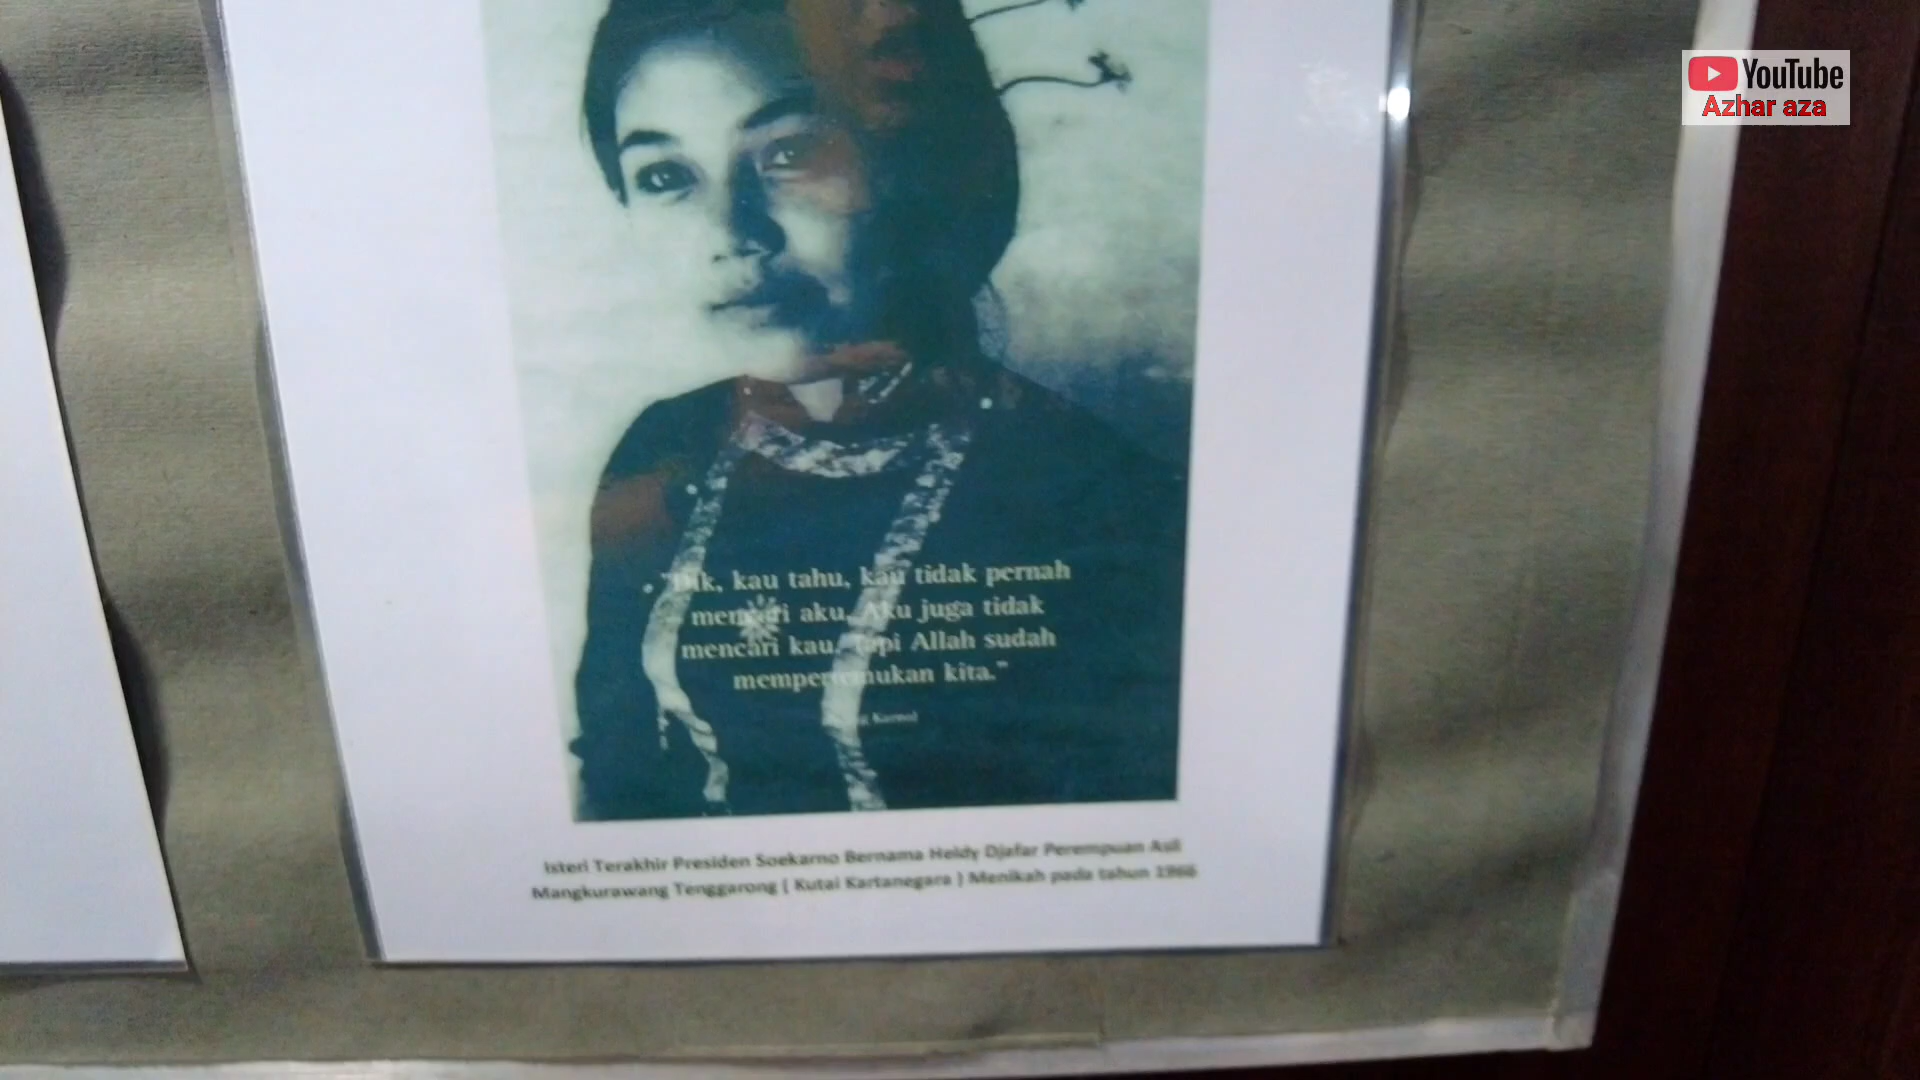 YouTube
Azhar aza
"Dik, kau tahu, kau tidak pernah
mencari aku. Aku juga tidak
mencari kau. Tapi Allah sudah
mempertemukan kita."
Karno)
Isteri Terakhir Presiden Soekarno Bernama Heldy Djafar Perempuan Asli
Mangkurawang Tenggarong ( Kutai Kartanegara ) Menikah pada tahun 1966